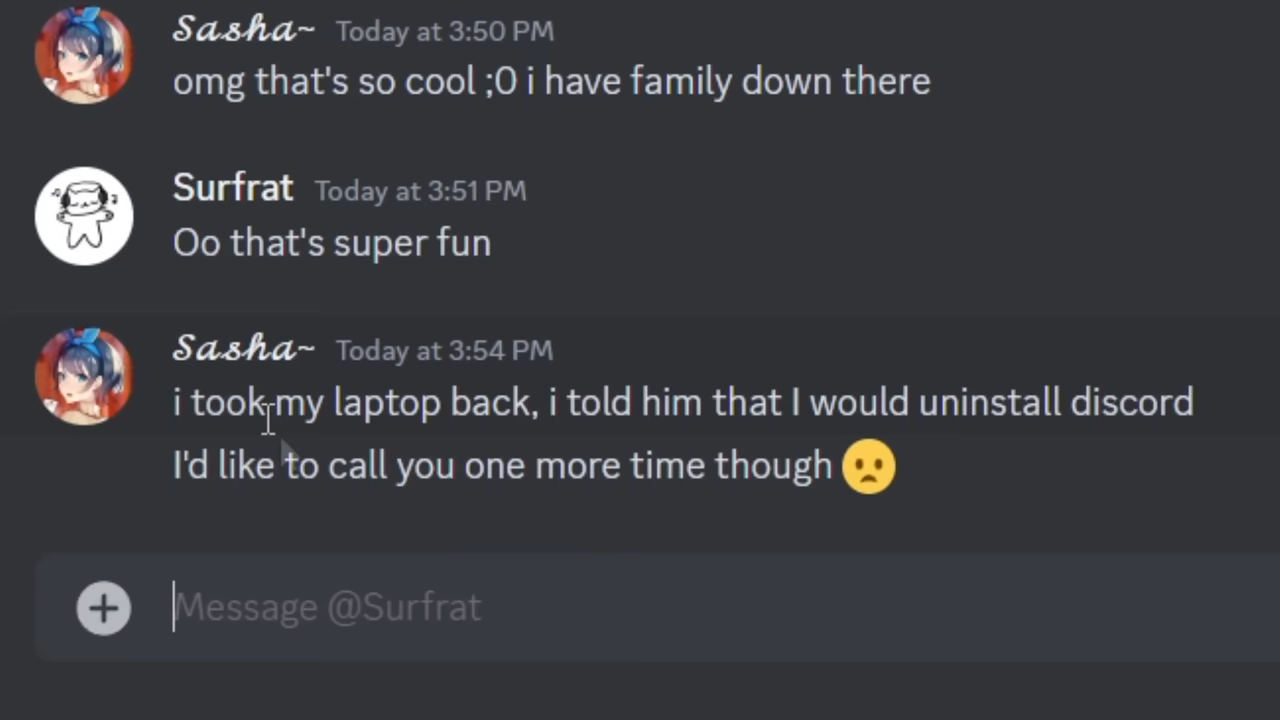 𝓢𝓪𝓼𝓱𝓪~ Today at 3:50 PM
omg that's so cool ;0 i have family down there
Surfrat Today at 3:51 PM
Oo that's super fun
𝓢𝓪𝓼𝓱𝓪~ Today at 3:54 PM
i took my laptop back, i told him that I would uninstall discord
I'd like to call you one more time though
Message @Surfrat